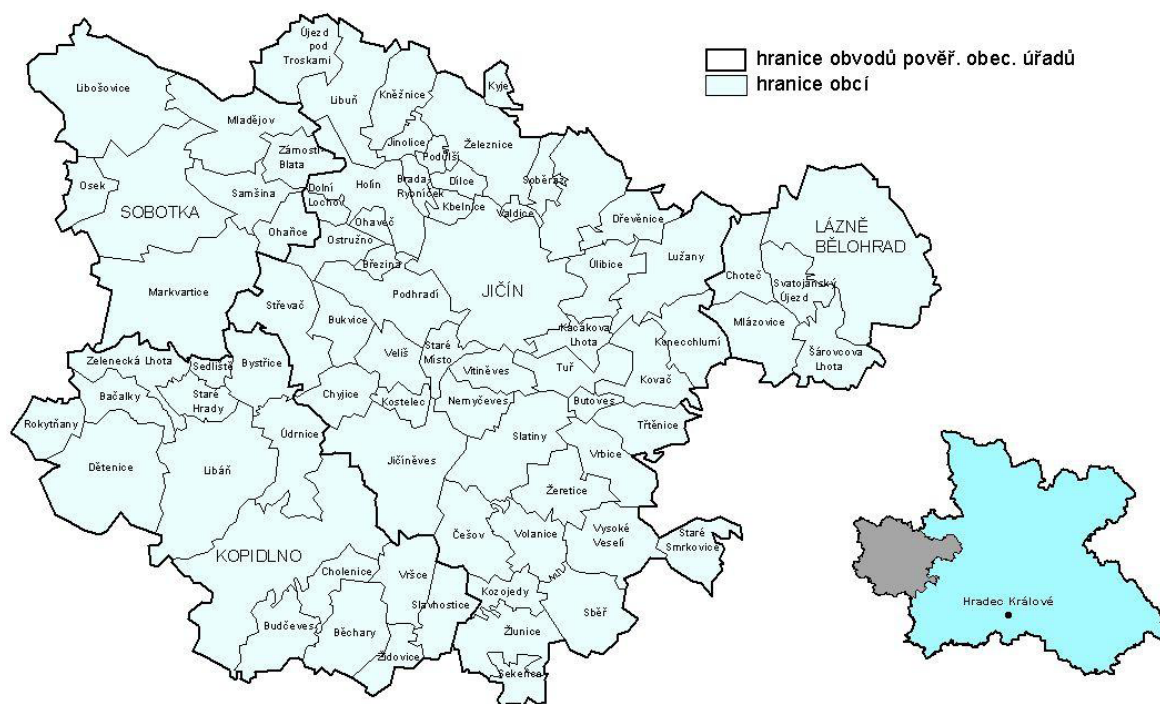 hranice obvodů pověř. obec. úřadů
hranice obcí
Újezd
pod
Troskami
Libošovice
Libuň
Kněžnice
Kyje
Mladějov
Jinolice
Železnice
Podůlší
Zámostí
Blata
Osek
Samšina
Dolní
Lochov
Holín
Brada-
Rybníček
Dílce
Soběraz
SOBOTKA
Kbelnice
Valdice
Ohařice
Ohaveč
Ostružno
Dřevěnice
LÁZNĚ
BĚLOHRAD
Březina
Úlibice
Lužany
Choteč
Svatojánský
Újezd
Markvartice
Podhradí
JIČÍN
Střevač
Bukvice
Kacákova
Lhota
Konecchlumí
Mlázovice
Šárovcova
Lhota
Zelenecká Lhota
Sedliště
Bystřice
Veliš
Staré
Místo
Vitiněves
Tuř
Kovač
Bačalky
Staré
Hrady
Chyjice
Kostelec
Nemyčeves
Butoves
Třtěnice
Rokytňany
Údrnice
Slatiny
Dětenice
Libáň
Jičíněves
Vrbice
Žeretice
KOPIDLNO
Češov
Volanice
Vysoké
Veselí
Staré
Smrkovice
Cholenice
Vršce
Kozojedy
Slavhostice
Sběř
Budčeves
Běchary
Žlunice
Židovice
Sekeřice
Hradec Králové